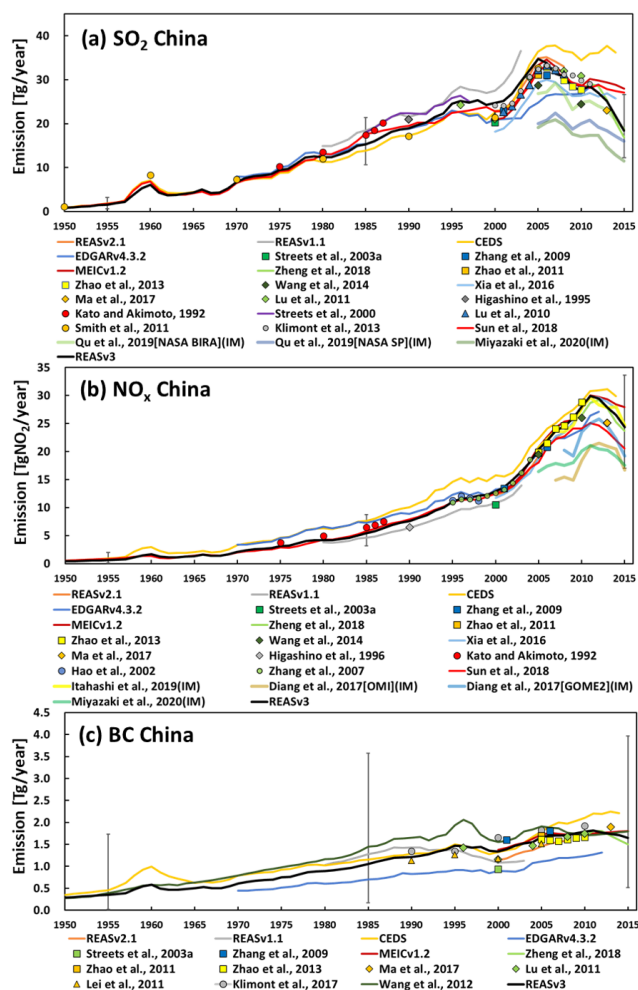 (a) SO2 China
Emission [Tg/year]
40
30
20
10
0
1950 1955 1960 1965 1970 1975 1980 1985 1990 1995 2000 2005 2010 2015
REASv2.1 REASv1.1 CEDS
EDGARv4.3.2 Streets et al., 2003a Zhang et al., 2009
MEICv1.2 Zheng et al., 2018 Zhao et al., 2011
Zhao et al., 2013 Wang et al., 2014 Xia et al., 2016
Ma et al., 2017 Lu et al., 2011 Higashino et al., 1995
Kato and Akimoto, 1992 Streets et al., 2000 Lu et al., 2010
Smith et al., 2011 Klimont et al., 2013 Sun et al., 2018
Qu et al., 2019[NASA BIRA](IM) Qu et al., 2019[NASA SP](IM) Miyazaki et al., 2020(IM)
REASv3
(b) NOx China
Emission [TgNO2/year]
35
30
25
20
15
10
5
0
1950 1955 1960 1965 1970 1975 1980 1985 1990 1995 2000 2005 2010 2015
REASv2.1 REASv1.1 CEDS
EDGARv4.3.2 Streets et al., 2003a Zhang et al., 2009
MEICv1.2 Zheng et al., 2018 Zhao et al., 2011
Zhao et al., 2013 Wang et al., 2014 Xia et al., 2016
Ma et al., 2017 Higashino et al., 1996 Kato and Akimoto, 1992
Hao et al., 2002 Zhang et al., 2007 Sun et al., 2018
Itahashi et al., 2019(IM) Diang et al., 2017[OMI](IM) Diang et al., 2017[GOME2](IM)
Miyazaki et al., 2020(IM) REASv3
(c) BC China
Emission [Tg/year]
4.5
4.0
3.5
3.0
2.5
2.0
1.5
1.0
0.5
0.0
1950 1955 1960 1965 1970 1975 1980 1985 1990 1995 2000 2005 2010 2015
REASv2.1 REASv1.1 CEDS EDGARv4.3.2
Streets et al., 2003a Zhang et al., 2009 MEICv1.2 Zheng et al., 2018
Zhao et al., 2011 Zhao et al., 2013 Ma et al., 2017 Lu et al., 2011
Lei et al., 2011 Klimont et al., 2017 Wang et al., 2012 REASv3